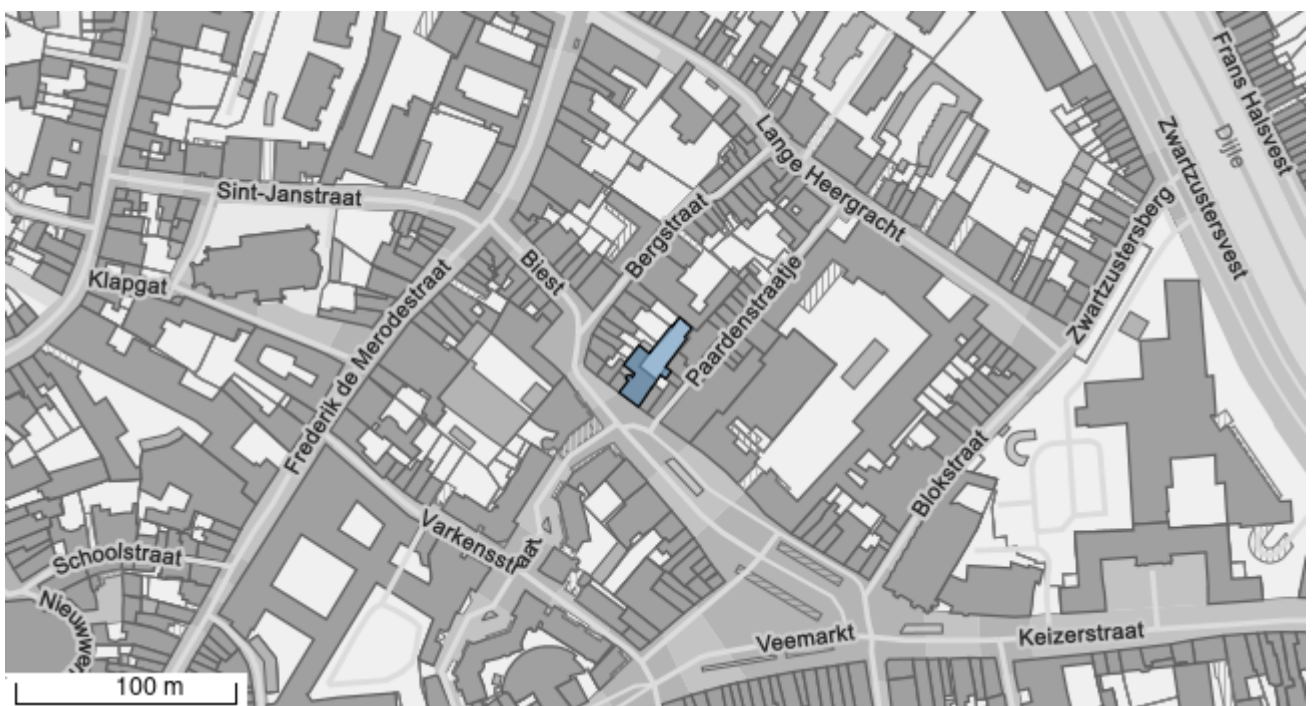 Frans Halsvest
Dijle
Zwartzustersvest
Lange Heergracht
Sint-Janstraat
Bergstraat
Zwartzustersberg
Biest
Klapgat
Paardenstraatje
Frederik de Merodestraat
Blokstraat
Varkensstraat
Schoolstraat
Veemarkt
Keizerstraat
100 m